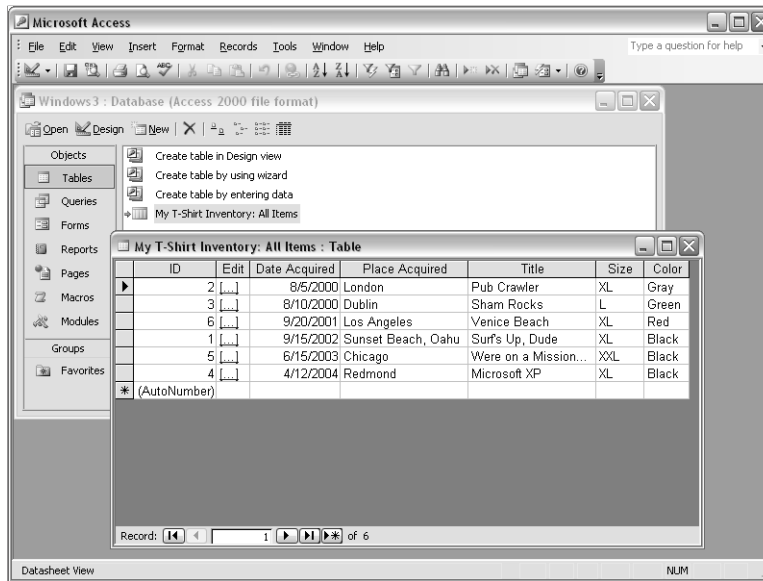 Microsoft Access
File Edit View Insert Format Records Tools Window Help Type a question for help
Windows3 : Database (Access 2000 file format)
Open Design New
Objects
Tables
Queries
Forms
Reports
Pages
Macros
Modules
Groups
Favorites
Create table in Design view
Create table by using wizard
Create table by entering data
My T-Shirt Inventory: All Items
My T-Shirt Inventory: All Items : Table
ID Edit Date Acquired Place Acquired Title Size Color
2 [...] 8/5/2000 London Pub Crawler XL Gray
3 [...] 8/10/2000 Dublin Sham Rocks L Green
6 [...] 9/20/2001 Los Angeles Venice Beach XL Red
1 [...] 9/15/2002 Sunset Beach, Oahu Surf's Up, Dude XL Black
5 [...] 6/15/2003 Chicago Were on a Mission... XXL Black
4 [...] 4/12/2004 Redmond Microsoft XP XL Black
(AutoNumber)
Record: 1 of 6
Datasheet View NUM